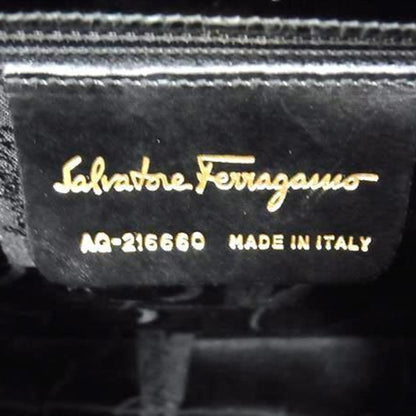 Salvatore Ferragamo
AQ-216660 MADE IN ITALY